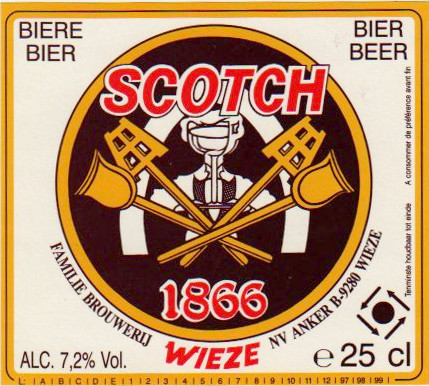 BIERE
BIER
BIER
BEER
SCOTCH
1866
FAMILIE BROUWERIJ
WIEZE
NV ANKER B-9280 WIEZE
A consommer de préférence avant fin
Tenminste houdbaar tot einde
ALC. 7,2% Vol.
e 25 cl
L: | A | B | C | D | E | 1 | 2 | 3 | 4 | 5 | 6 | 7 | 8 | 9 | 10 | 11 | 12 | 97 | 98 | 99 |